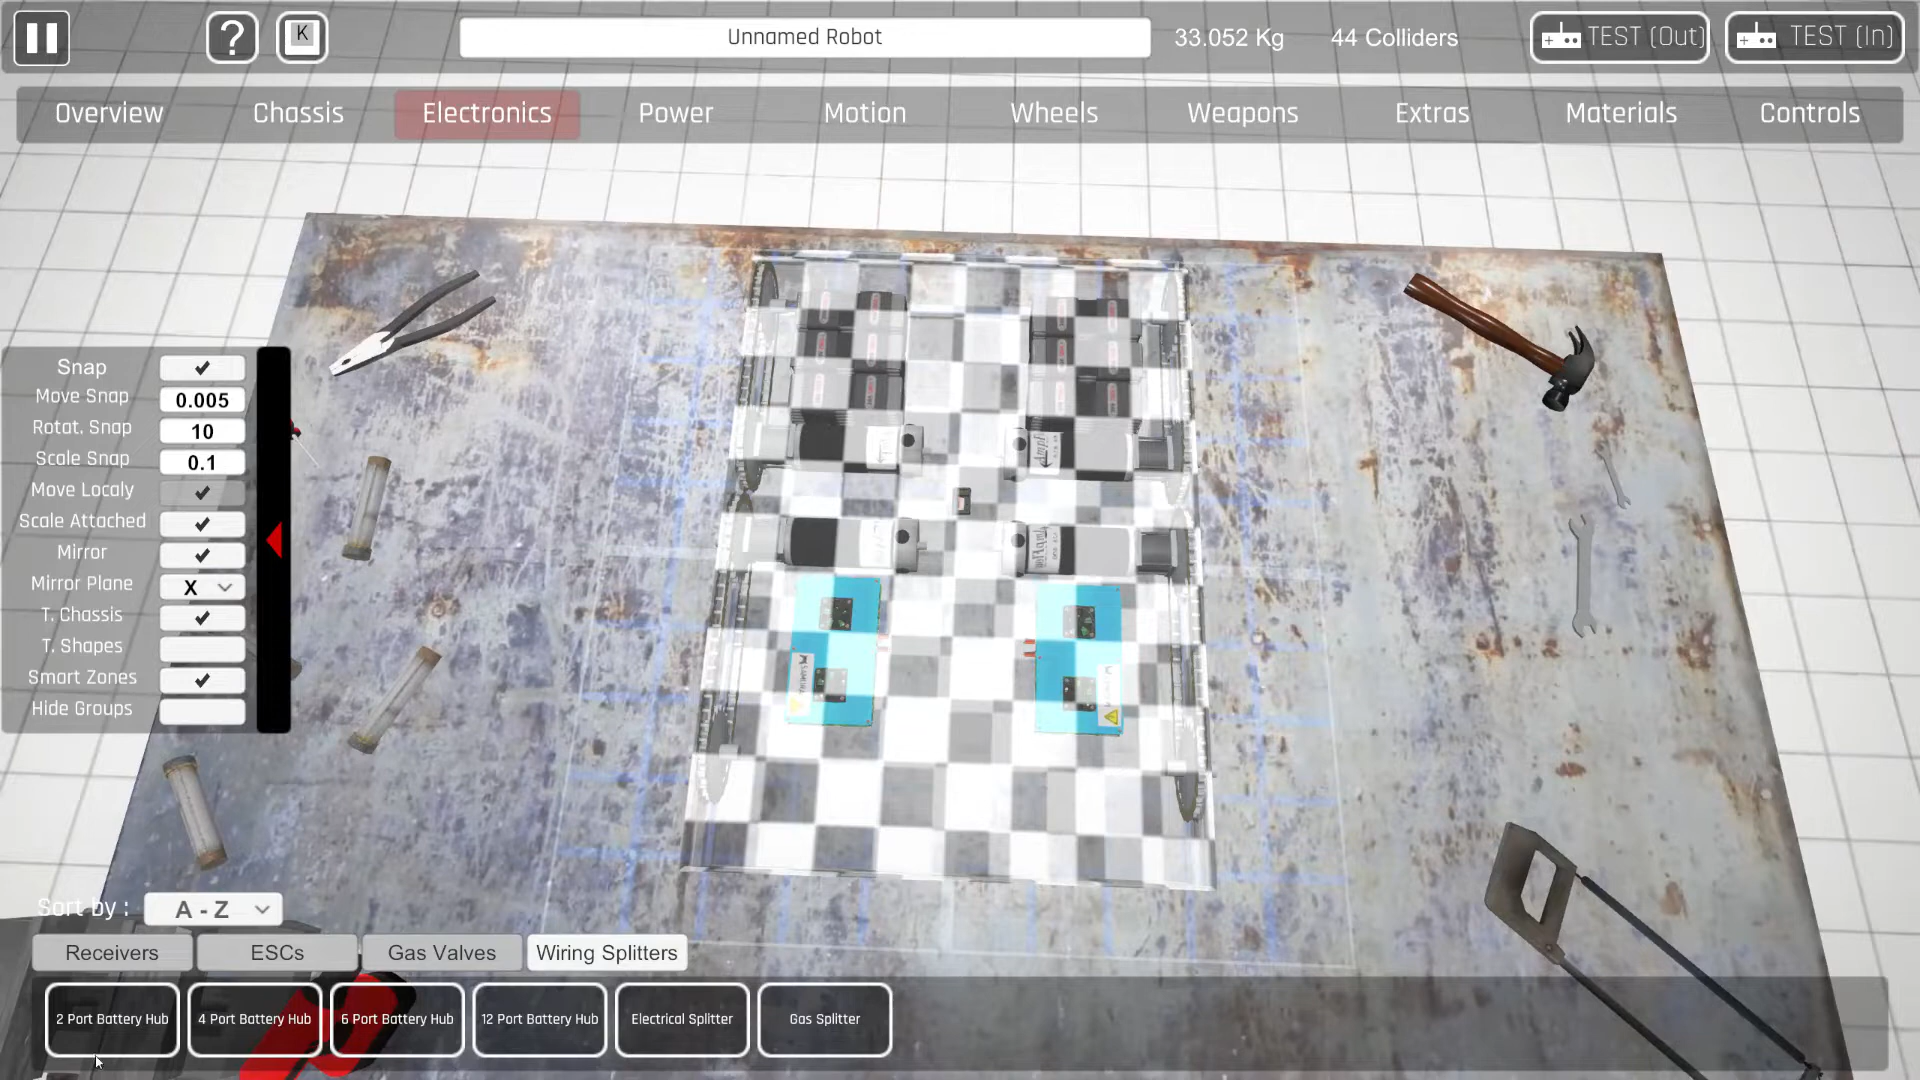 K
Unnamed Robot
33.052 Kg
44 Colliders
TEST (Out)
TEST (In)
Overview
Chassis
Electronics
Power
Motion
Wheels
Weapons
Extras
Materials
Controls
Snap
Move Snap
0.005
Rotat. Snap
10
Scale Snap
0.1
Move Localy
Scale Attached
Mirror
Mirror Plane
X
T. Chassis
T. Shapes
Smart Zones
Hide Groups
Sort by :
A - Z
Receivers
ESCs
Gas Valves
Wiring Splitters
2 Port Battery Hub
4 Port Battery Hub
6 Port Battery Hub
12 Port Battery Hub
Electrical Splitter
Gas Splitter